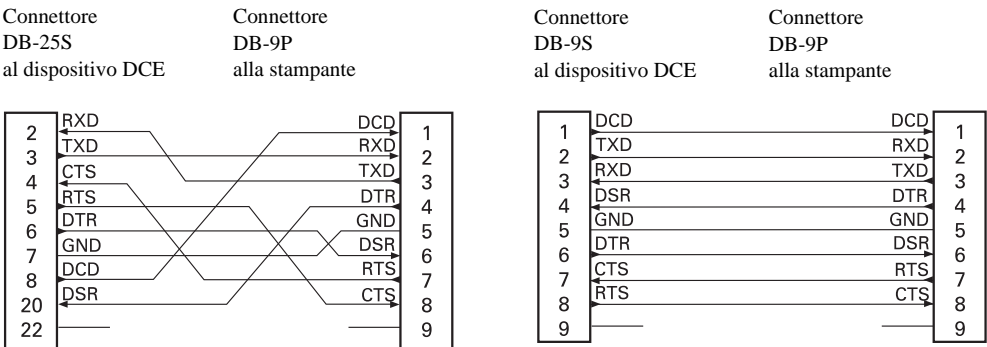 Connettore
DB-25S
al dispositivo DCE
Connettore
DB-9P
alla stampante
2
3
4
5
6
7
8
20
22
RXD
TXD
CTS
RTS
DTR
GND
DCD
DSR
DCD
RXD
TXD
DTR
GND
DSR
RTS
CTS
1
2
3
4
5
6
7
8
9
Connettore
DB-9S
al dispositivo DCE
Connettore
DB-9P
alla stampante
1
2
3
4
5
6
7
8
9
DCD
TXD
RXD
DSR
GND
DTR
CTS
RTS
DCD
RXD
TXD
DTR
GND
DSR
RTS
CTS
1
2
3
4
5
6
7
8
9